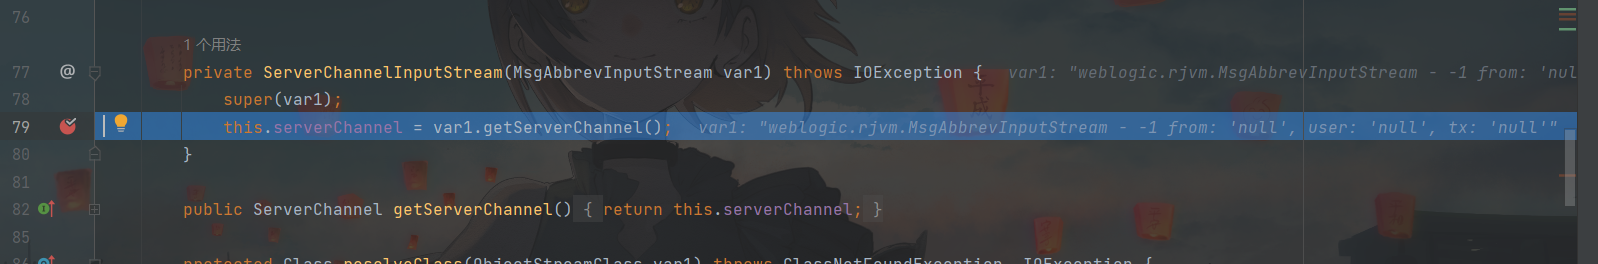 76
1 个用法
77 @ private ServerChannelInputStream(MsgAbbrevInputStream var1) throws IOException { var1: "weblogic.rjvm.MsgAbbrevInputStream - -1 from: 'nul
78 super(var1);
79 this.serverChannel = var1.getServerChannel(); var1: "weblogic.rjvm.MsgAbbrevInputStream - -1 from: 'null', user: 'null', tx: 'null'"
80 }
81
82 public ServerChannel getServerChannel() { return this.serverChannel; }
85
86 protected Class resolveClass(ObjectStreamClass var1) throws ClassNotFoundException, IOException {